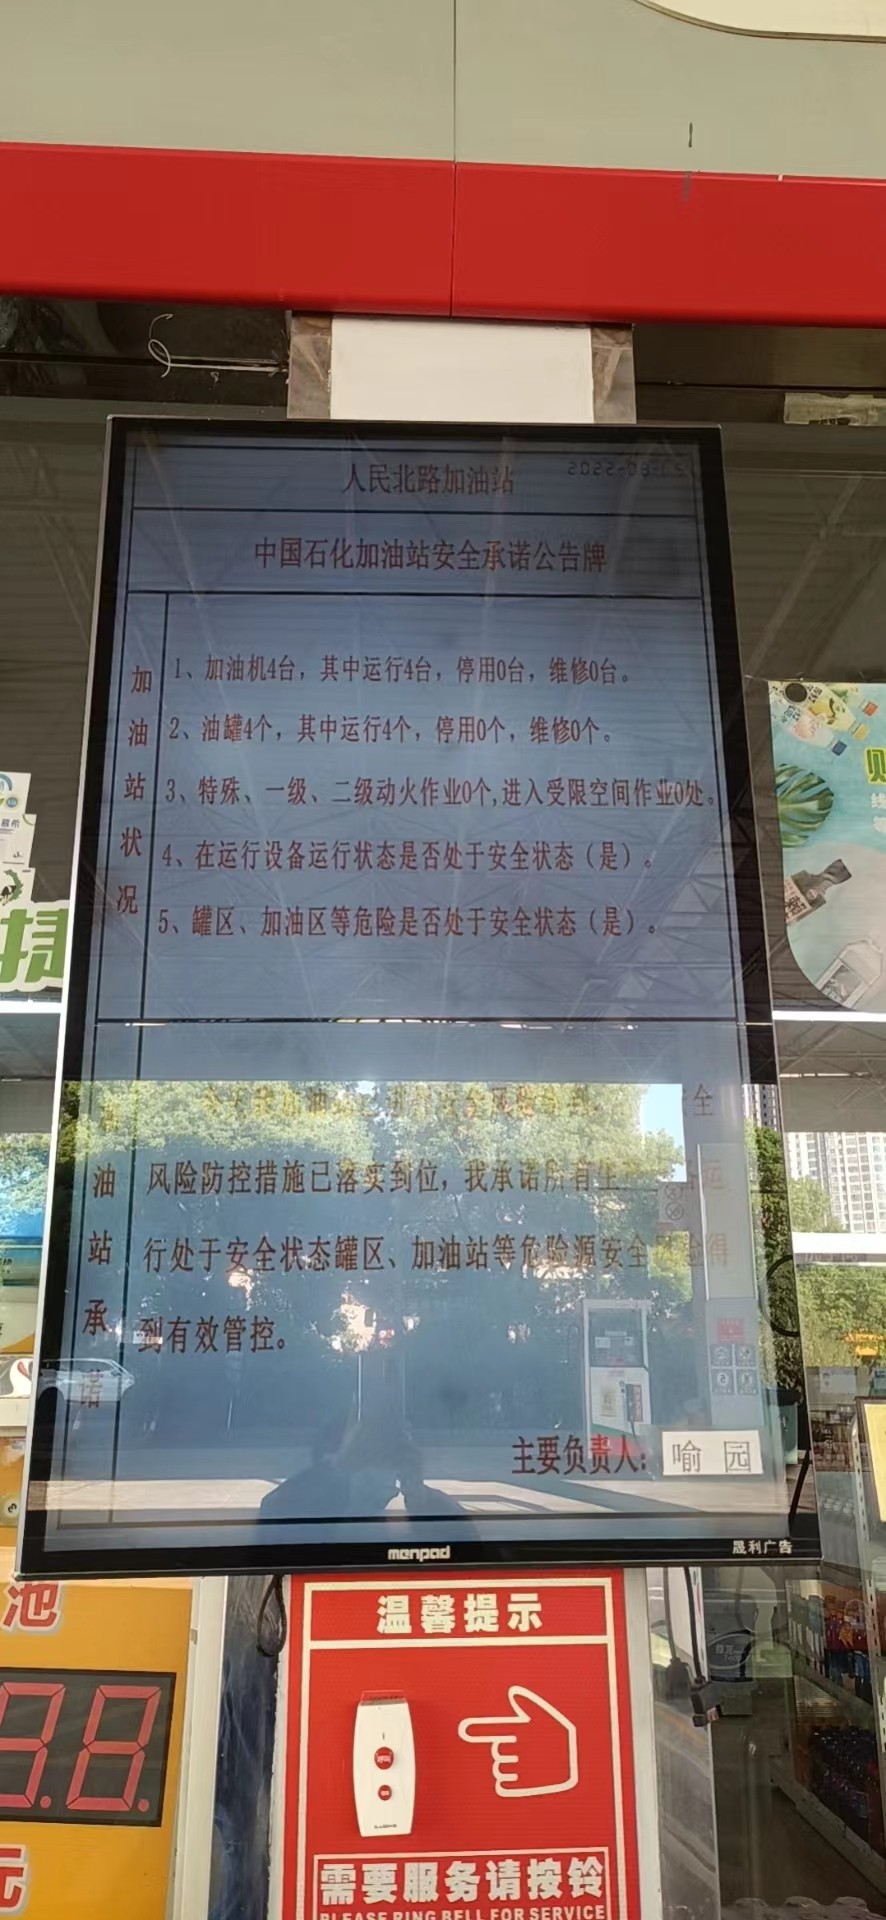 人民北路加油站
中国石化加油站安全承诺公告牌
加油站状况
1、加油机4台，其中运行4台，停用0台，维修0台。
2、油罐4个，其中运行4个，停用0个，维修0个。
3、特殊、一级、二级动火作业0个,进入受限空间作业0处。
4、在运行设备运行状态是否处于安全状态（是）。
5、罐区、加油区等危险是否处于安全状态（是）。
油站承诺
风险防控措施已落实到位，我承诺所有生
行处于安全状态罐区、加油站等危险源安全
得
到有效管控。
主要负责人：喻 园
menpad
晟利广告
池
元
捷
温馨提示
需要服务请按铃
PLEASE RING BELL FOR SERVICE